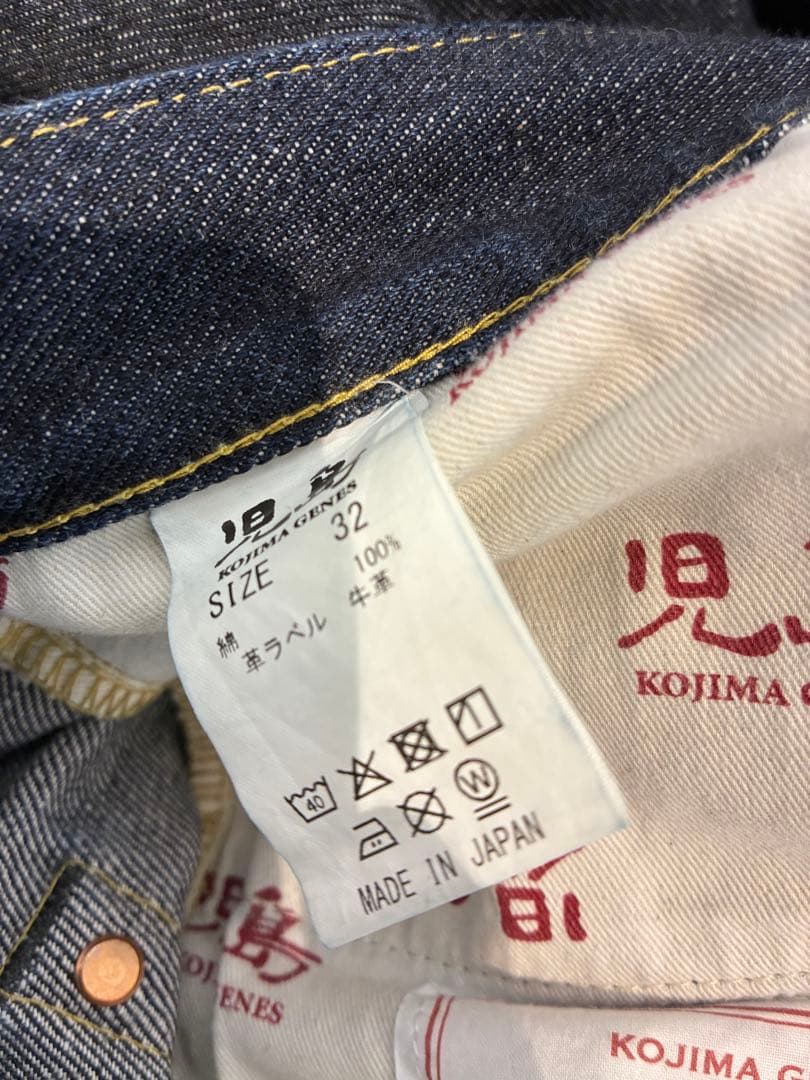 児島
KOJIMA GENES
SIZE 32
綿 100%
革ラベル 牛革
40
W
MADE IN JAPAN
児
KOJIMA G
児島
GENES
KOJIMA G